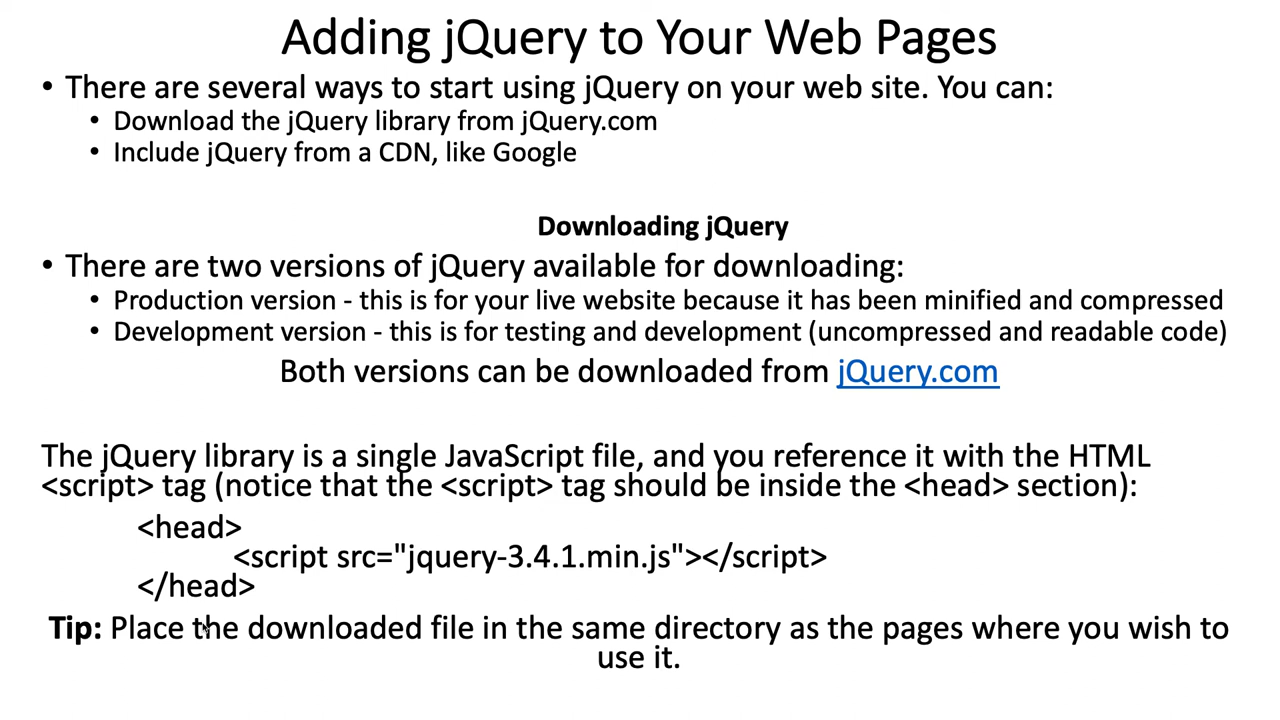 Adding jQuery to Your Web Pages
• There are several ways to start using jQuery on your web site. You can:
• Download the jQuery library from jQuery.com
• Include jQuery from a CDN, like Google
Downloading jQuery
• There are two versions of jQuery available for downloading:
• Production version - this is for your live website because it has been minified and compressed
• Development version - this is for testing and development (uncompressed and readable code)
Both versions can be downloaded from jQuery.com
The jQuery library is a single JavaScript file, and you reference it with the HTML
<script> tag (notice that the <script> tag should be inside the <head> section):
<head>
<script src="jquery-3.4.1.min.js"></script>
</head>
Tip: Place the downloaded file in the same directory as the pages where you wish to
use it.